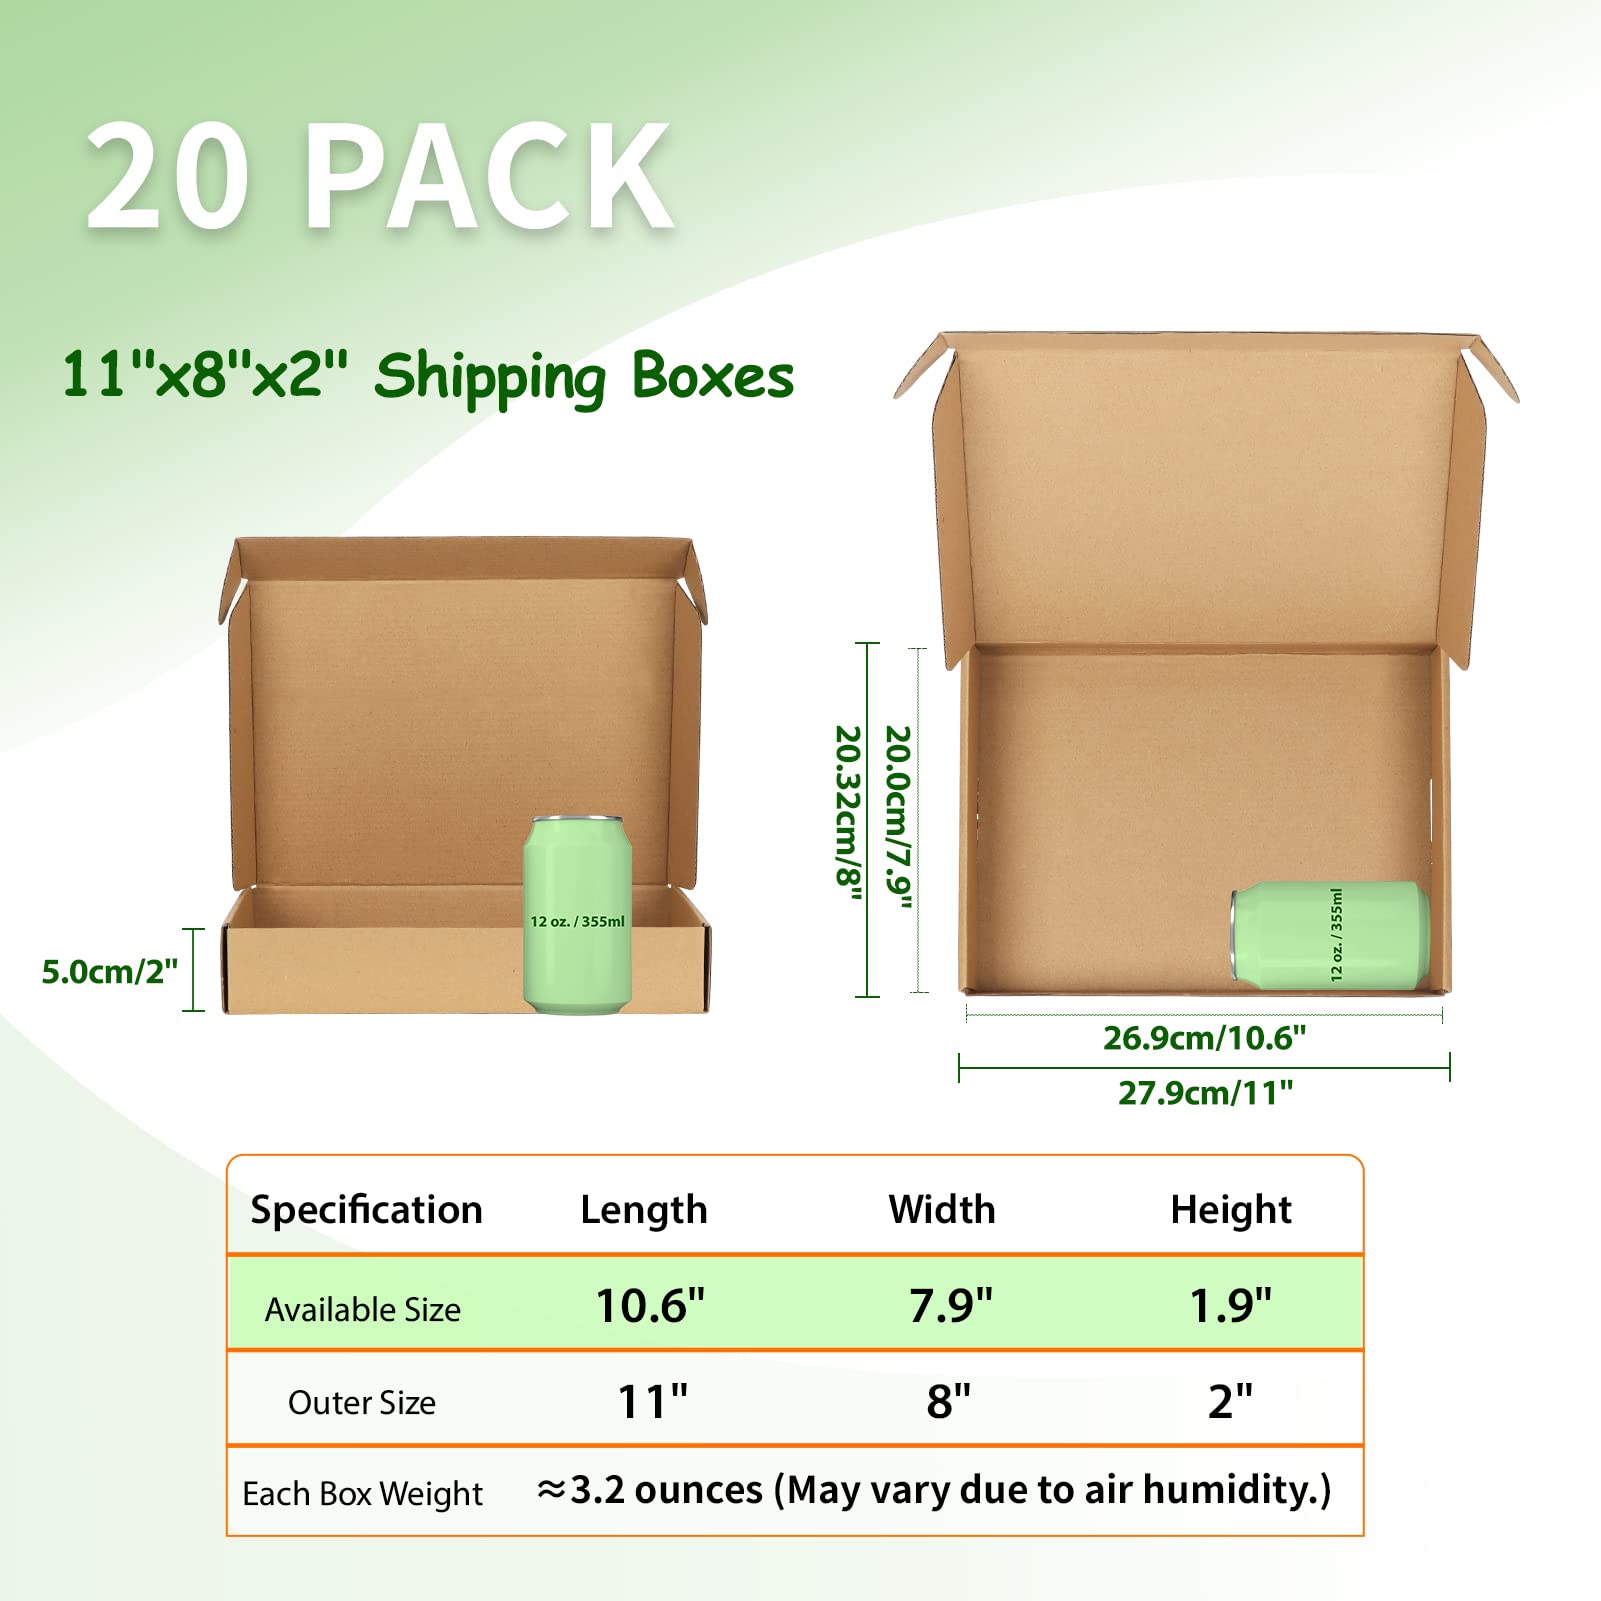 20 PACK
11"x8"x2" Shipping Boxes
12 oz. / 355ml
5.0cm/2"
20.32cm/8"
20.0cm/7.9"
12 oz. / 355ml
26.9cm/10.6"
27.9cm/11"
Specification Length Width Height
Available Size 10.6" 7.9" 1.9"
Outer Size 11" 8" 2"
Each Box Weight ≈3.2 ounces (May vary due to air humidity.)